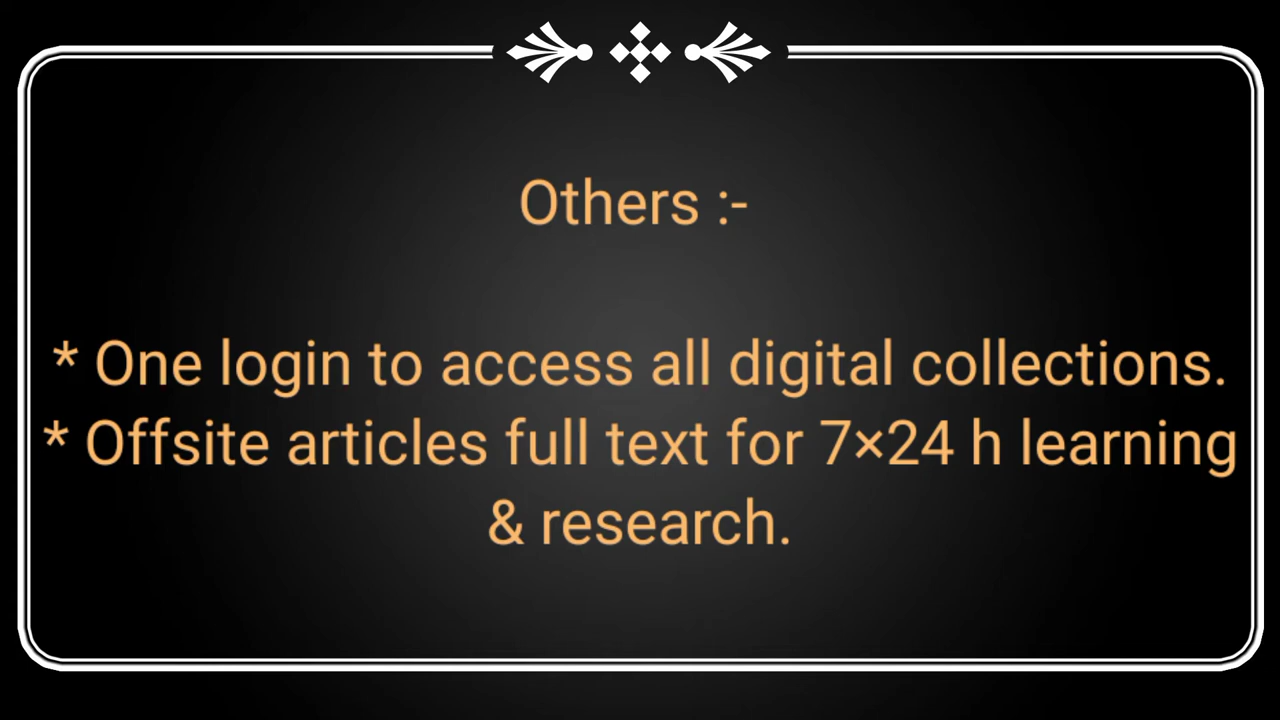 Others :-
* One login to access all digital collections.
* Offsite articles full text for 7×24 h learning
& research.